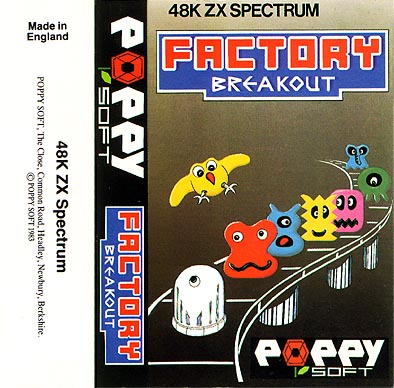 Made in
England
48K ZX Spectrum
POPPY SOFT, The Close, Common Road, Headley, Newbury, Berkshire.
© POPPY SOFT 1983
POPPY
SOFT
FACTORY
BREAKOUT
48K ZX SPECTRUM
FACTORY
BREAKOUT
POPPY
SOFT